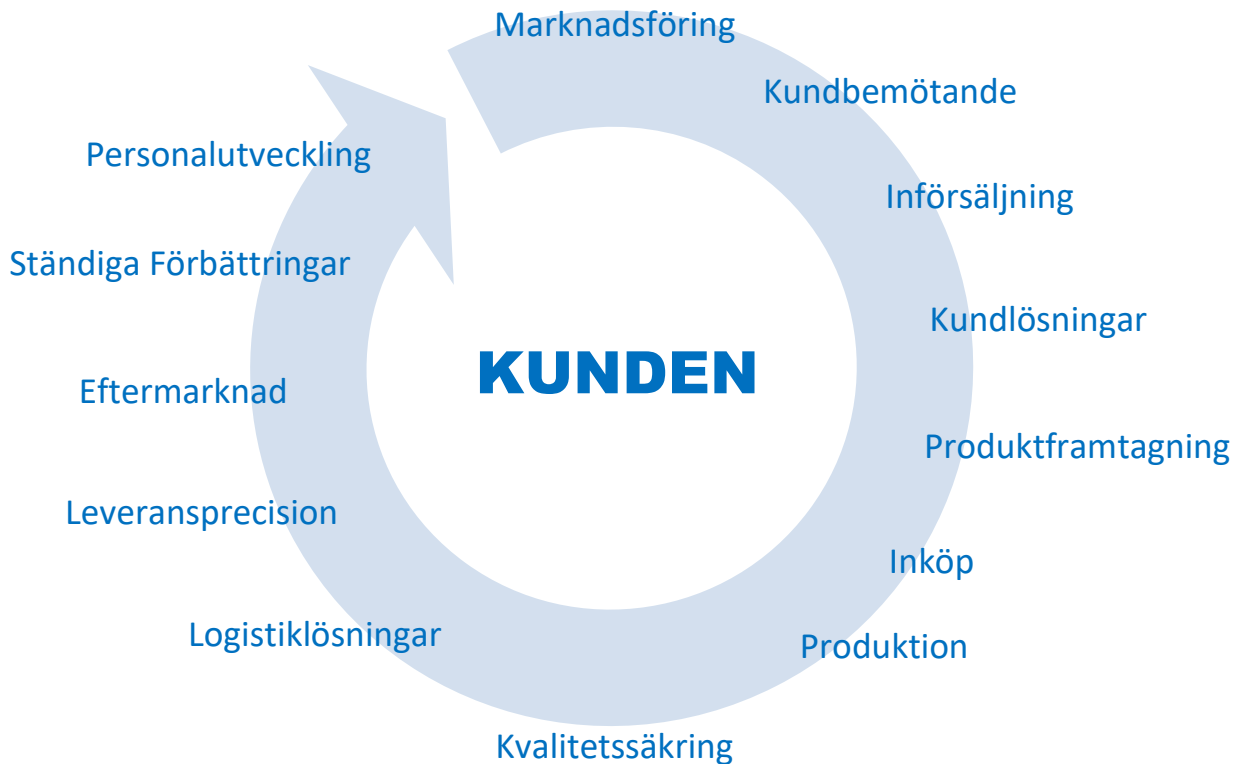 Marknadsföring
Kundbemötande
Införsäljning
Kundlösningar
Produktframtagning
Inköp
Produktion
Kvalitetssäkring
Logistiklösningar
Leveransprecision
Eftermarknad
Ständiga Förbättringar
Personalutveckling
KUNDEN